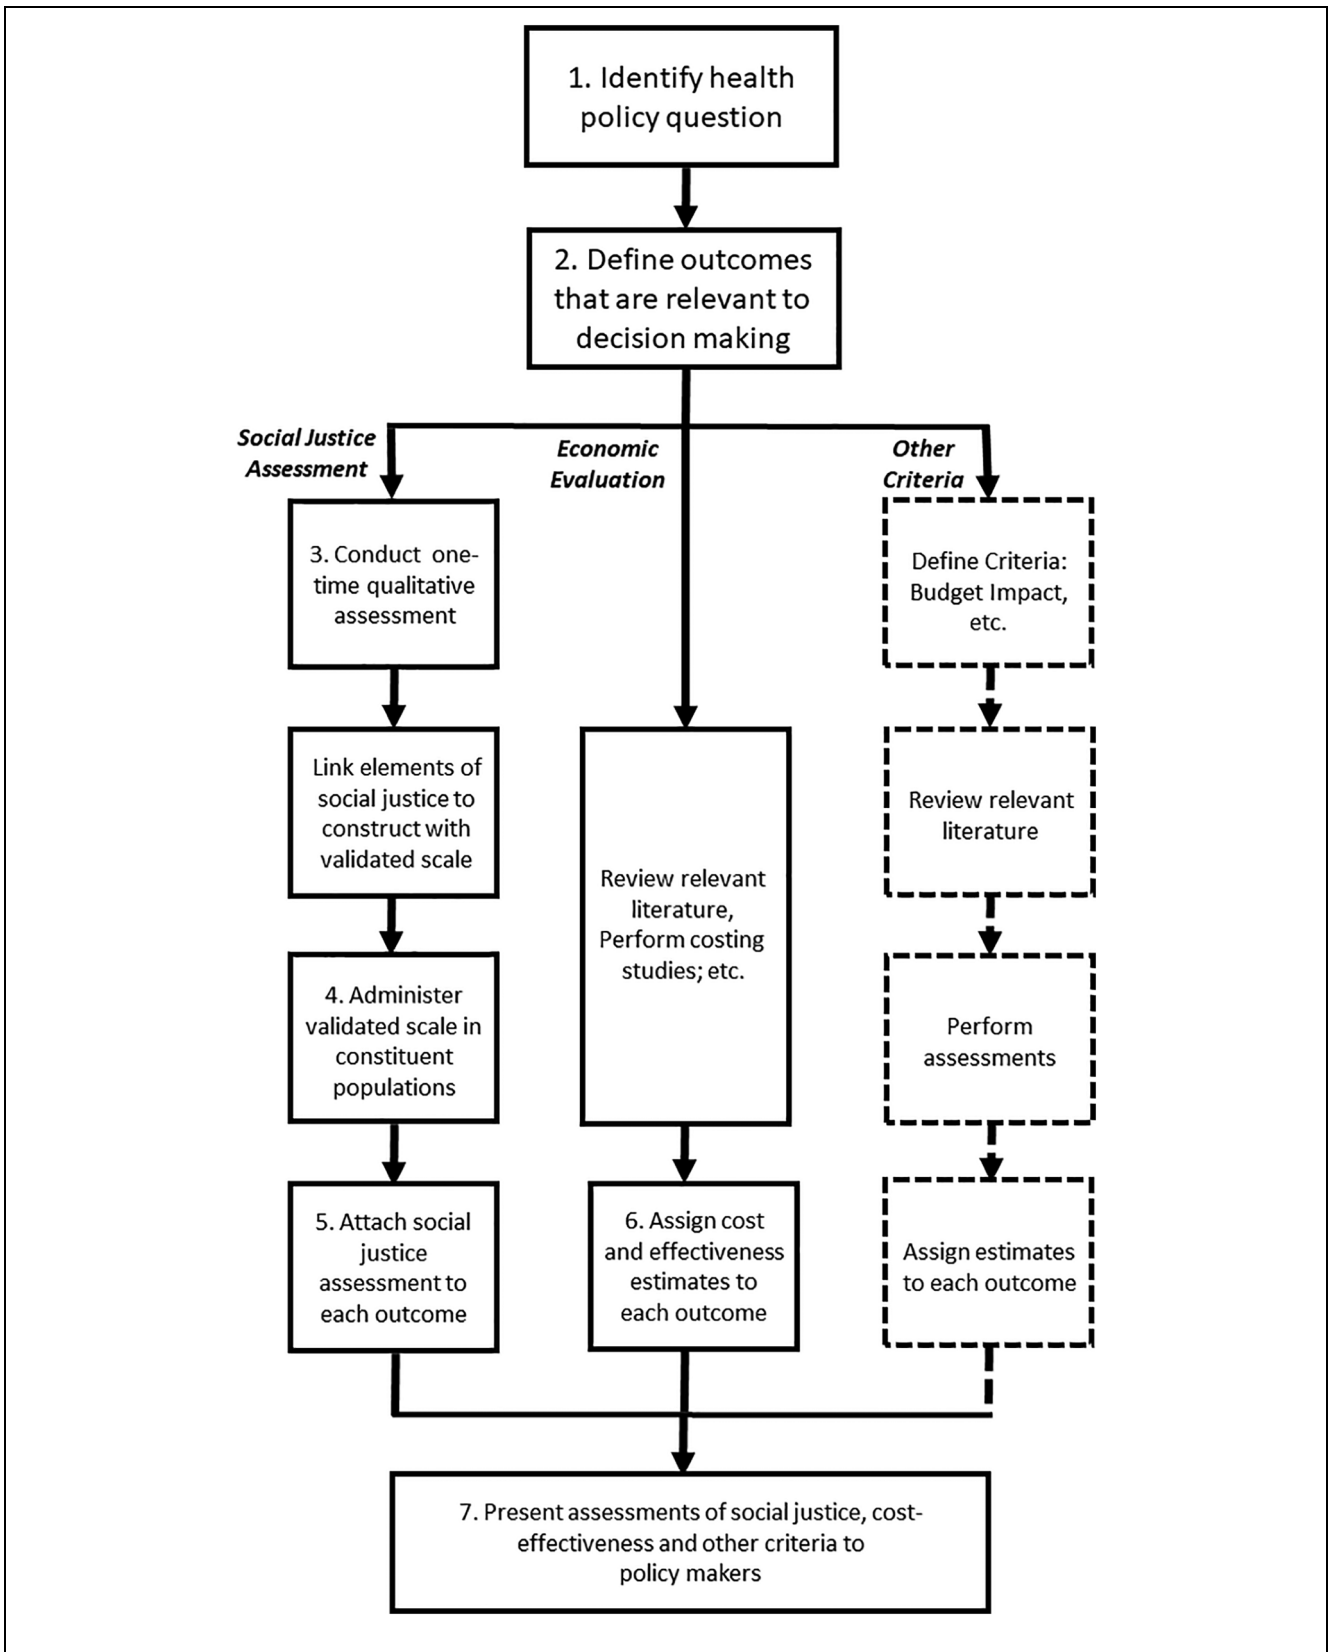 1. Identify health
policy question
2. Define outcomes
that are relevant to
decision making
Social Justice
Assessment
Economic
Evaluation
Other
Criteria
3. Conduct one-
time qualitative
assessment
Link elements of
social justice to
construct with
validated scale
4. Administer
validated scale in
constituent
populations
5. Attach social
justice
assessment to
each outcome
Review relevant
literature,
Perform costing
studies; etc.
6. Assign cost
and effectiveness
estimates to
each outcome
Define Criteria:
Budget Impact,
etc.
Review relevant
literature
Perform
assessments
Assign estimates
to each outcome
7. Present assessments of social justice, cost-
effectiveness and other criteria to
policy makers